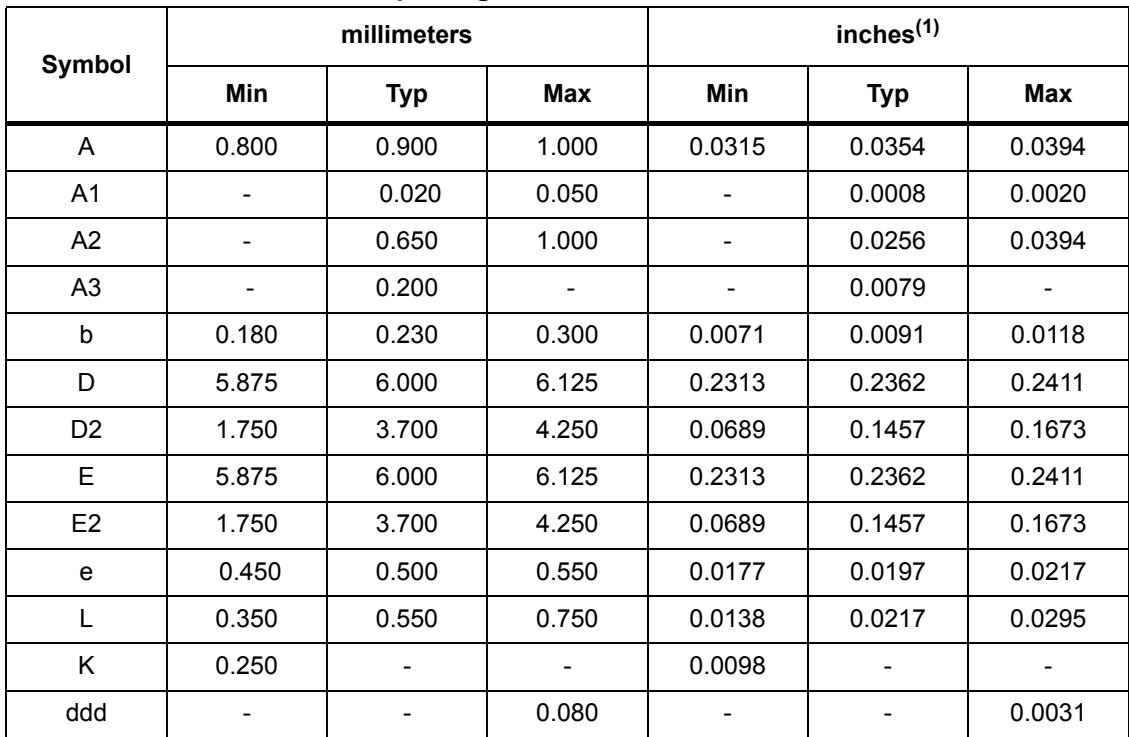 Symbol millimeters inches(1)
Min Typ Max Min Typ Max
A 0.800 0.900 1.000 0.0315 0.0354 0.0394
A1 - 0.020 0.050 - 0.0008 0.0020
A2 - 0.650 1.000 - 0.0256 0.0394
A3 - 0.200 - - 0.0079 -
b 0.180 0.230 0.300 0.0071 0.0091 0.0118
D 5.875 6.000 6.125 0.2313 0.2362 0.2411
D2 1.750 3.700 4.250 0.0689 0.1457 0.1673
E 5.875 6.000 6.125 0.2313 0.2362 0.2411
E2 1.750 3.700 4.250 0.0689 0.1457 0.1673
e 0.450 0.500 0.550 0.0177 0.0197 0.0217
L 0.350 0.550 0.750 0.0138 0.0217 0.0295
K 0.250 - - 0.0098 - -
ddd - - 0.080 - - 0.0031